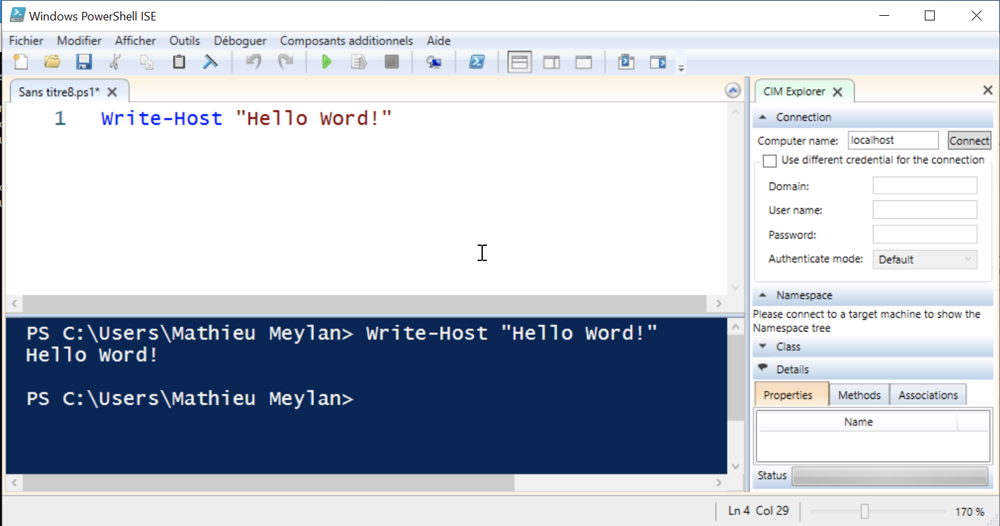 Windows PowerShell ISE
Fichier Modifier Afficher Outils Déboguer Composants additionnels Aide
Sans titre8.ps1*
1 Write-Host "Hello Word!"
PS C:\Users\Mathieu Meylan> Write-Host "Hello Word!"
Hello Word!
PS C:\Users\Mathieu Meylan>
CIM Explorer
Connection
Computer name: localhost Connect
Use different credential for the connection
Domain:
User name:
Password:
Authenticate mode: Default
Namespace
Please connect to a target machine to show the
Namespace tree
Class
Details
Properties Methods Associations
Name
Status
Ln 4 Col 29 170 %